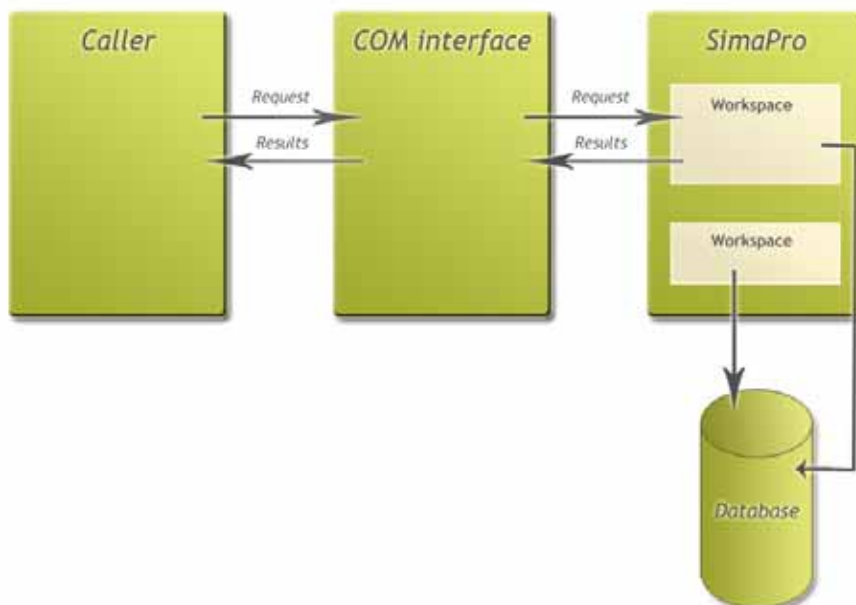 Caller
COM interface
SimaPro
Request
Results
Request
Results
Workspace
Workspace
Database